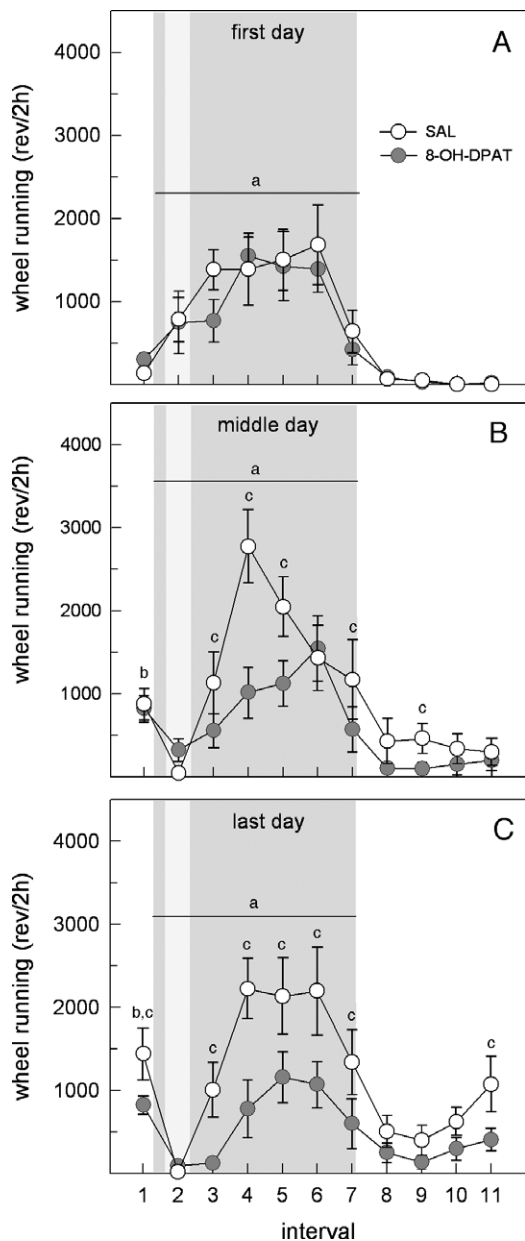 first day
A
4000
3000
2000
1000
wheel running (rev/2h)
SAL
8-OH-DPAT
a
middle day
B
4000
3000
2000
1000
wheel running (rev/2h)
a
b
c
c
c
c
c
last day
C
4000
3000
2000
1000
wheel running (rev/2h)
a
b,c
c
c
c
c
c
c
1 2 3 4 5 6 7 8 9 10 11
interval